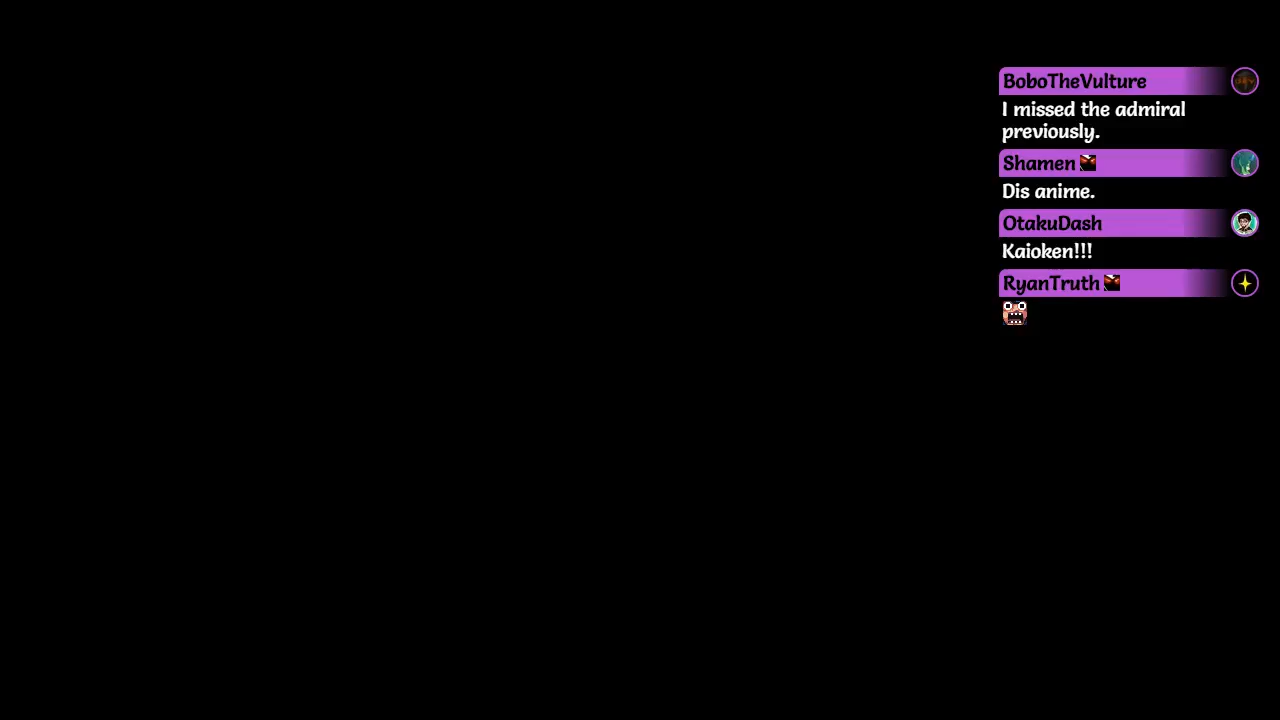 BoboTheVulture
I missed the admiral
previously.
Shamen
Dis anime.
OtakuDash
Kaioken!!!
RyanTruth